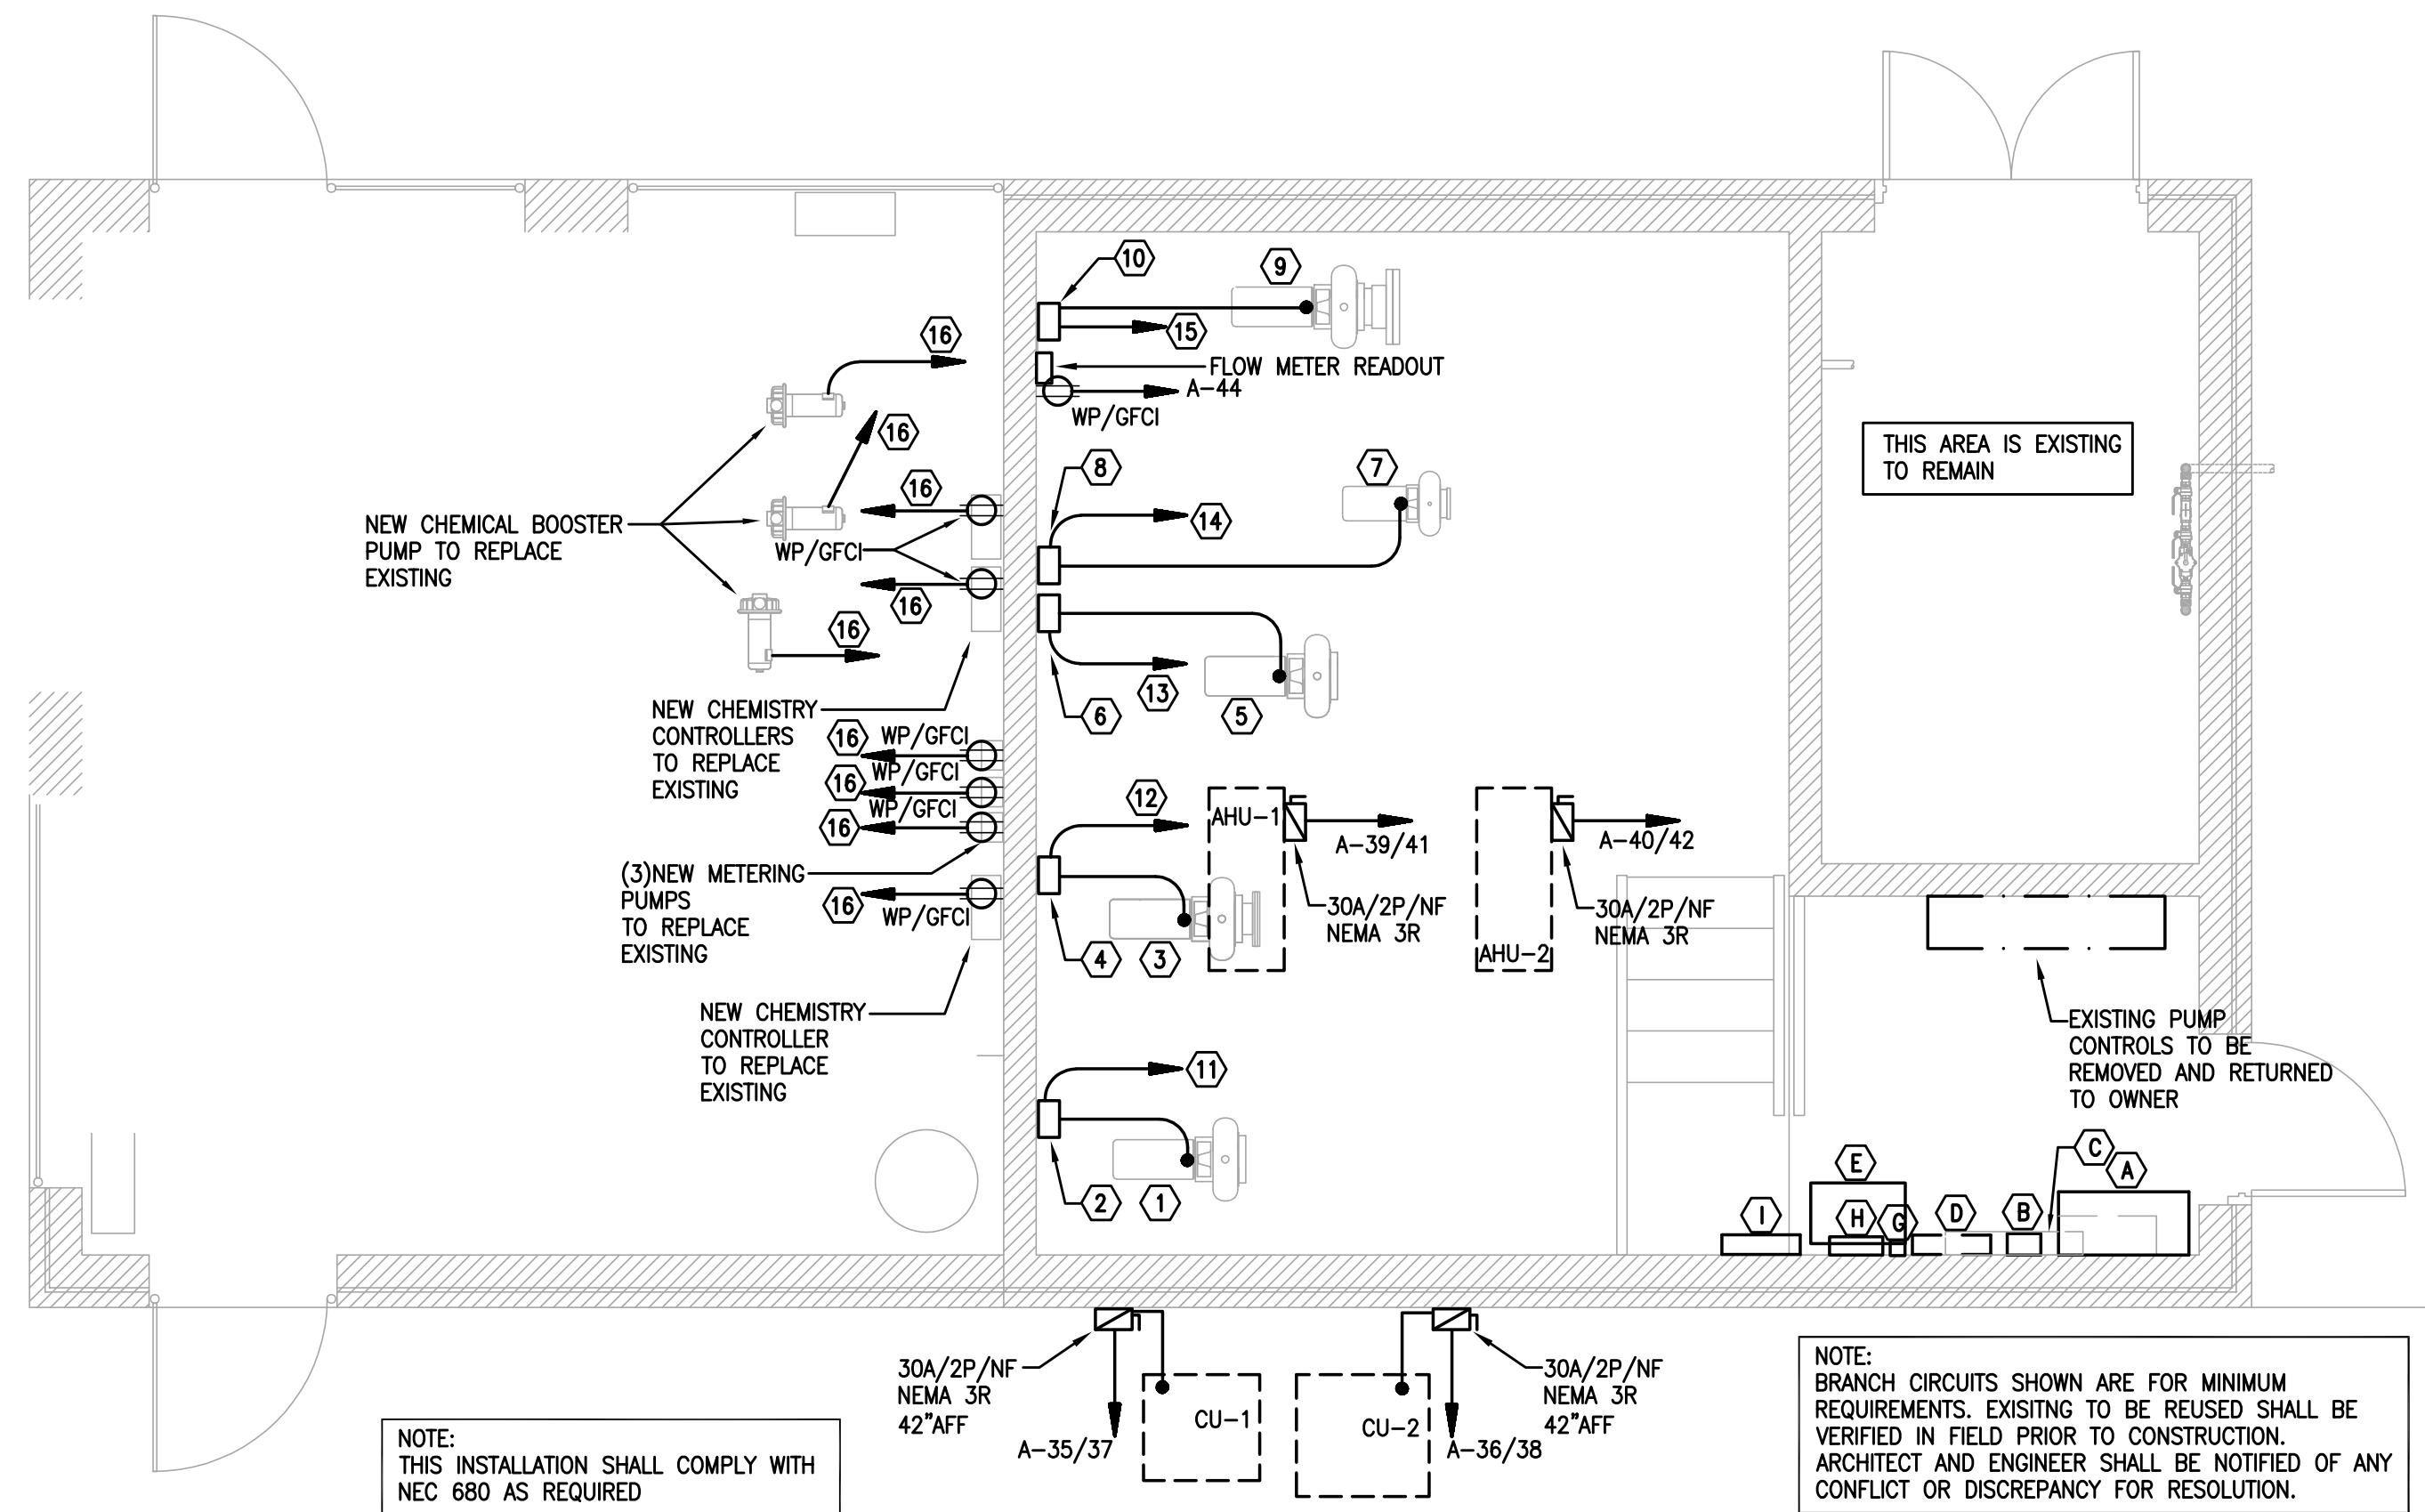 10
9
16
15
FLOW METER READOUT
A-44
WP/GFCI
16
THIS AREA IS EXISTING
TO REMAIN
8
7
16
14
NEW CHEMICAL BOOSTER
PUMP TO REPLACE
EXISTING
WP/GFCI
16
16
13
6
5
NEW CHEMISTRY
CONTROLLERS
TO REPLACE
EXISTING
16
WP/GFCI
16
WP/GFCI
16
WP/GFCI
12
AHU-1
A-39/41
A-40/42
(3)NEW METERING
PUMPS
TO REPLACE
EXISTING
16
WP/GFCI
30A/2P/NF
NEMA 3R
30A/2P/NF
NEMA 3R
AHU-2
4
3
NEW CHEMISTRY
CONTROLLER
TO REPLACE
EXISTING
EXISTING PUMP
CONTROLS TO BE
REMOVED AND RETURNED
TO OWNER
11
2
1
C
A
E
I
H
G
D
B
30A/2P/NF
NEMA 3R
42"AFF
A-35/37
CU-1
CU-2
A-36/38
30A/2P/NF
NEMA 3R
42"AFF
NOTE:
THIS INSTALLATION SHALL COMPLY WITH
NEC 680 AS REQUIRED
NOTE:
BRANCH CIRCUITS SHOWN ARE FOR MINIMUM
REQUIREMENTS. EXISITNG TO BE REUSED SHALL BE
VERIFIED IN FIELD PRIOR TO CONSTRUCTION.
ARCHITECT AND ENGINEER SHALL BE NOTIFIED OF ANY
CONFLICT OR DISCREPANCY FOR RESOLUTION.